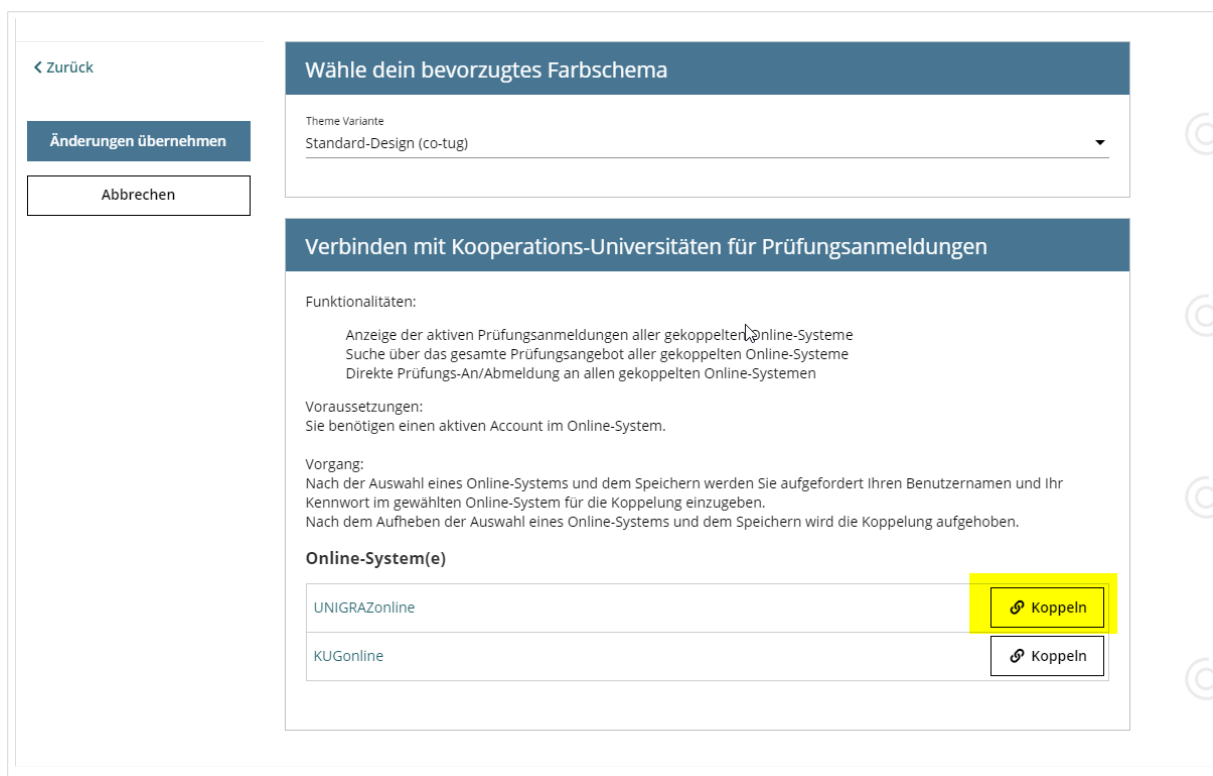 Zurück
Änderungen übernehmen
Abbrechen
Wähle dein bevorzugtes Farbschema
Theme Variante
Standard-Design (co-tug)
Verbinden mit Kooperations-Universitäten für Prüfungsanmeldungen
Funktionalitäten:
Anzeige der aktiven Prüfungsanmeldungen aller gekoppelten Online-Systeme
Suche über das gesamte Prüfungsangebot aller gekoppelten Online-Systeme
Direkte Prüfungs-An/Abmeldung an allen gekoppelten Online-Systemen
Voraussetzungen:
Sie benötigen einen aktiven Account im Online-System.
Vorgang:
Nach der Auswahl eines Online-Systems und dem Speichern werden Sie aufgefordert Ihren Benutzernamen und Ihr
Kennwort im gewählten Online-System für die Koppelung einzugeben.
Nach dem Aufheben der Auswahl eines Online-Systems und dem Speichern wird die Koppelung aufgehoben.
Online-System(e)
UNIGRAZonline Koppeln
KUGonline Koppeln